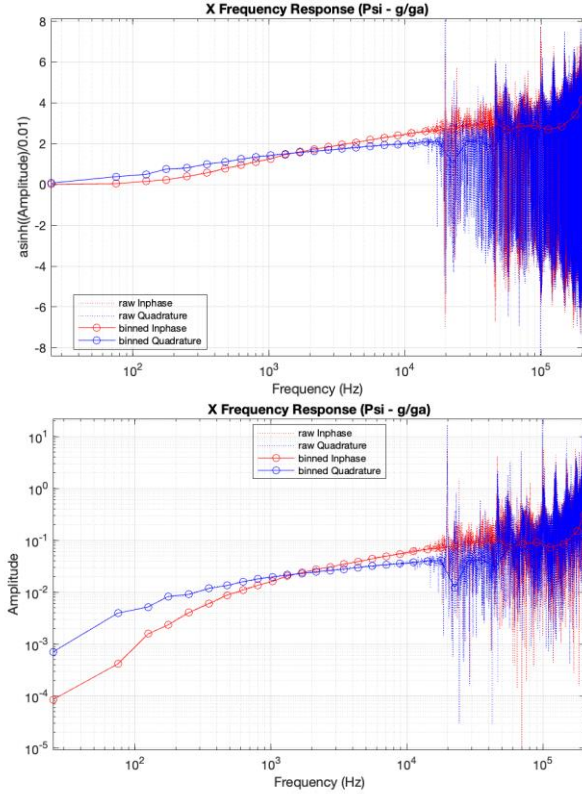 X Frequency Response (Psi - g/ga)
8
6
4
2
0
-2
-4
-6
-8
asinh((Amplitude)/0.01)
raw Inphase
raw Quadrature
binned Inphase
binned Quadrature
10²
10³
10⁴
10⁵
Frequency (Hz)
X Frequency Response (Psi - g/ga)
raw Inphase
raw Quadrature
binned Inphase
binned Quadrature
10¹
10⁰
10⁻¹
10⁻²
10⁻³
10⁻⁴
10⁻⁵
Amplitude
10²
10³
10⁴
10⁵
Frequency (Hz)